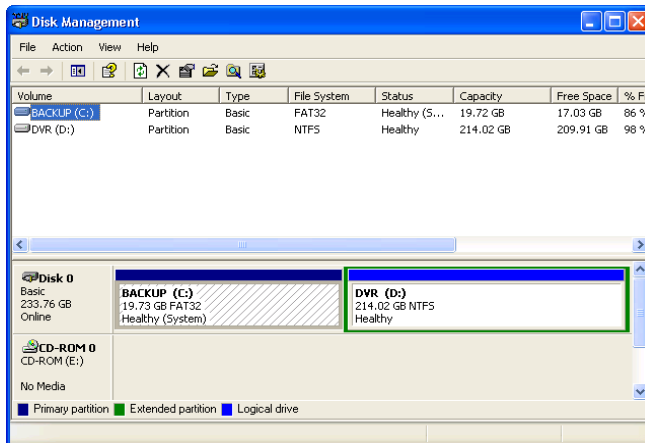 Disk Management
File Action View Help
Volume Layout Type File System Status Capacity Free Space % F
BACKUP (C:) Partition Basic FAT32 Healthy (S... 19.72 GB 17.03 GB 86 %
DVR (D:) Partition Basic NTFS Healthy 214.02 GB 209.91 GB 98 %
Disk 0
Basic
233.76 GB
Online
BACKUP (C:)
19.73 GB FAT32
Healthy (System)
DVR (D:)
214.02 GB NTFS
Healthy
CD-ROM 0
CD-ROM (E:)
No Media
Primary partition Extended partition Logical drive